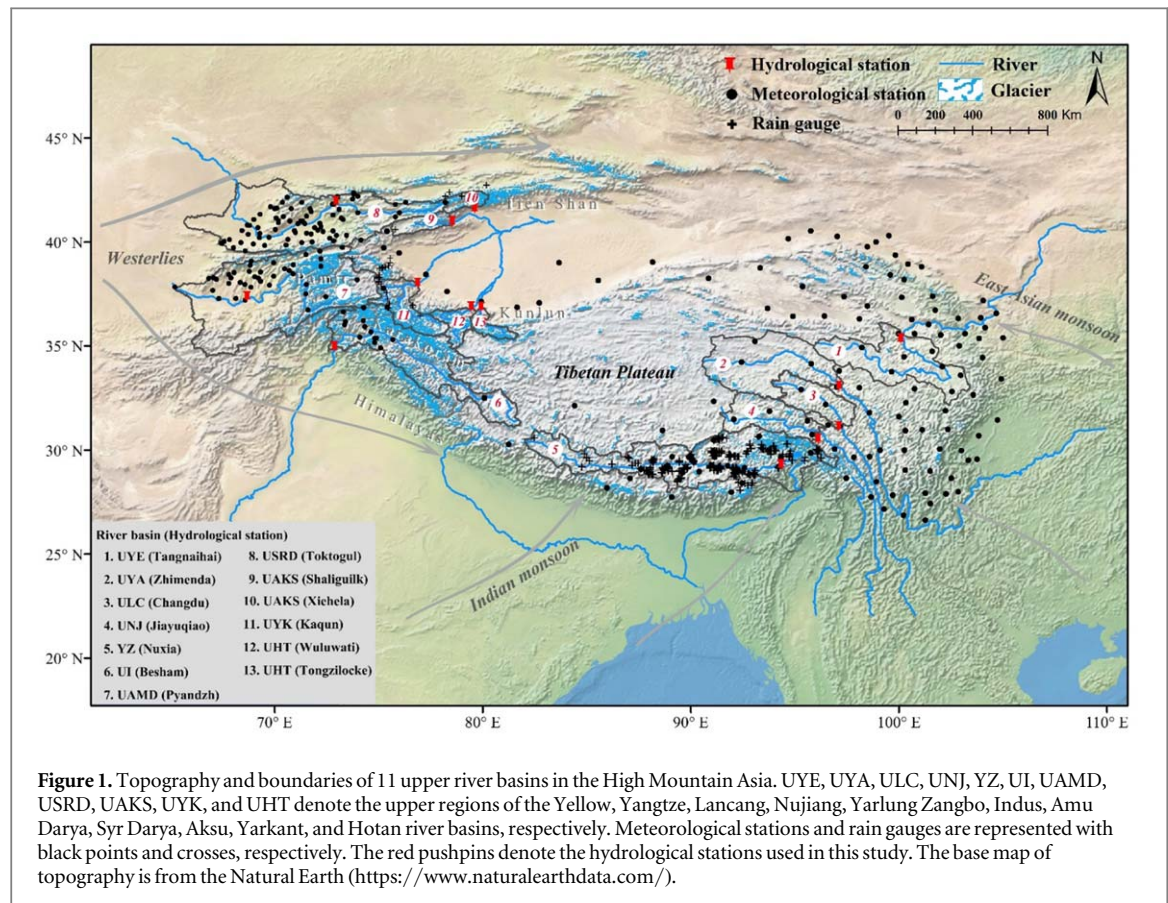 Hydrological station
River
N
Meteorological station
Glacier
Rain gauge
0 200 400 800 Km
45° N
40° N
35° N
30° N
25° N
20° N
70° E
80° E
90° E
100° E
110° E
Westerlies
Tien Shan
Kunlun
Himalayas
Tibetan Plateau
East Asian monsoon
Indian monsoon
8
9
10
7
11
12
13
6
5
1
2
3
4
River basin (Hydrological station)
1. UYE (Tangnaihai)
2. UYA (Zhimenda)
3. ULC (Changdu)
4. UNJ (Jiayuqiao)
5. YZ (Nuxia)
6. UI (Besham)
7. UAMD (Pyandzh)
8. USRD (Toktogul)
9. UAKS (Shaliguilk)
10. UAKS (Xiehela)
11. UYK (Kaqun)
12. UHT (Wuluwati)
13. UHT (Tongzilocke)
Figure 1. Topography and boundaries of 11 upper river basins in the High Mountain Asia. UYE, UYA, ULC, UNJ, YZ, UI, UAMD,
USRD, UAKS, UYK, and UHT denote the upper regions of the Yellow, Yangtze, Lancang, Nujiang, Yarlung Zangbo, Indus, Amu
Darya, Syr Darya, Aksu, Yarkant, and Hotan river basins, respectively. Meteorological stations and rain gauges are represented with
black points and crosses, respectively. The red pushpins denote the hydrological stations used in this study. The base map of
topography is from the Natural Earth (https://www.naturalearthdata.com/).